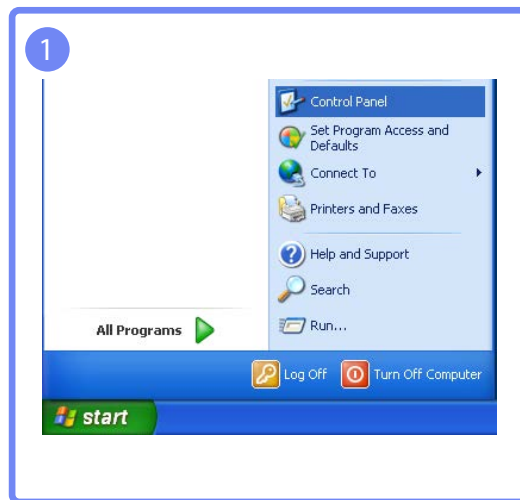 1
Control Panel
Set Program Access and
Defaults
Connect To
Printers and Faxes
Help and Support
Search
Run...
All Programs
Log Off Turn Off Computer
start